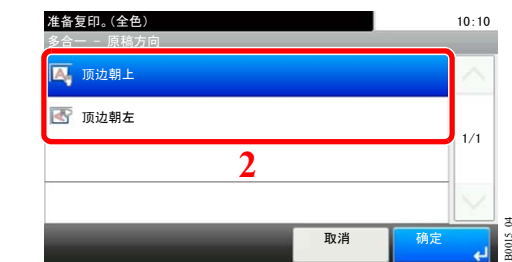 准备复印。(全色)
10:10
多合一 - 原稿方向
顶边朝上
顶边朝左
1/1
2
取消
确定
B0015_04